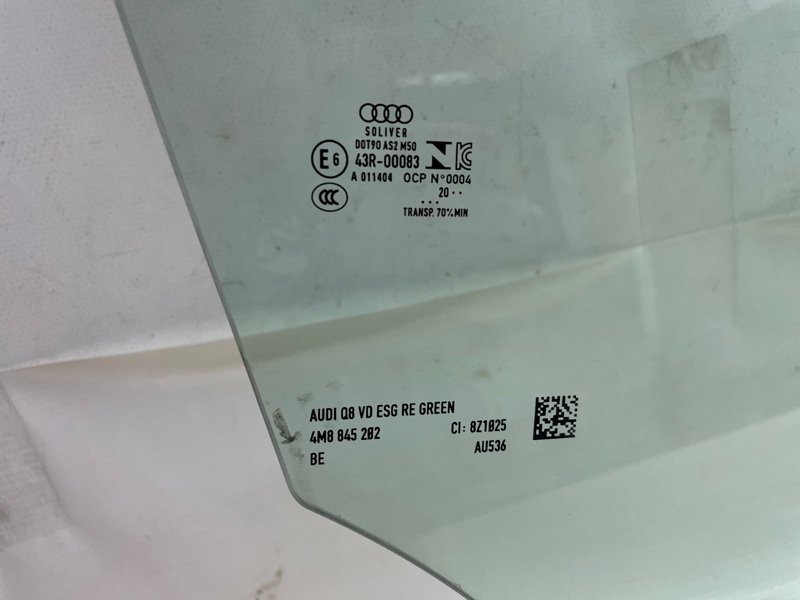 SOLIVER
DOT90 AS2 M50
E6 43R-00083
A 011404 OCP N°0004
CCC
20··
...
TRANSP. 70%MIN
AUDI Q8 VD ESG RE GREEN
4M8 845 202 CI: 8Z1025
BE AU536